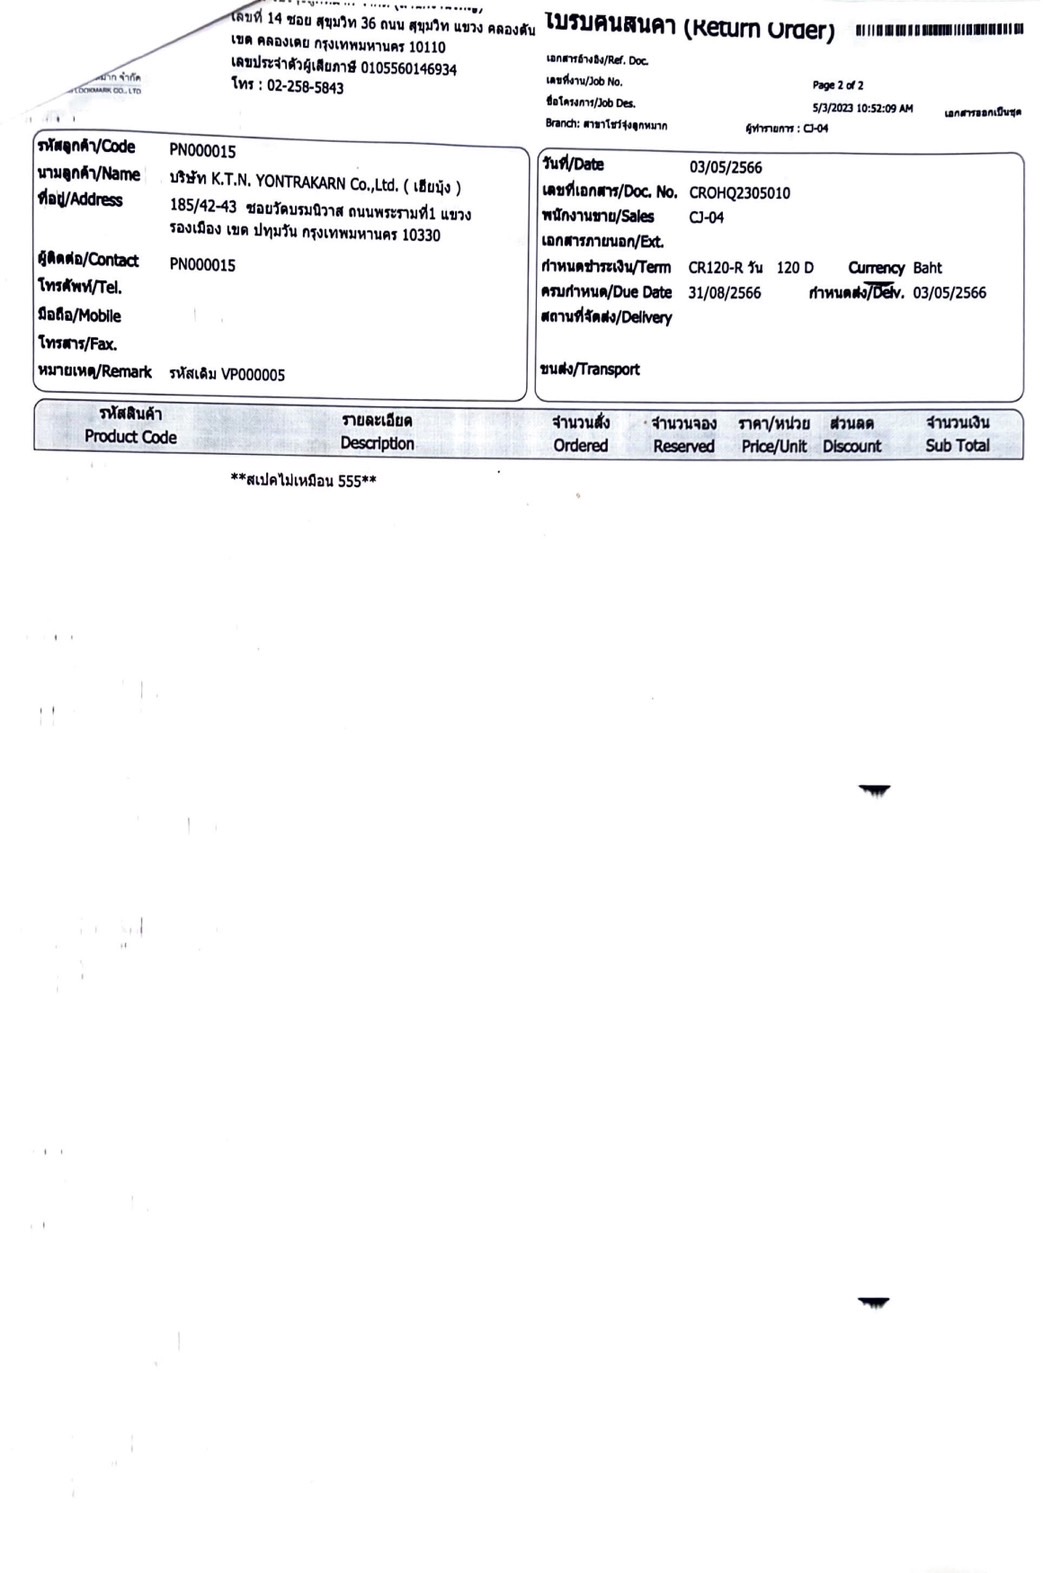 เลขที่ 14 ซอย สุขุมวิท 36 ถนน สุขุมวิท แขวง คลองตัน
เขต คลองเตย กรุงเทพมหานคร 10110
เลขประจำตัวผู้เสียภาษี 0105560146934
โทร : 02-258-5843
จำกัด
CO., LTD
ใบรับคืนสินค้า (Return Order)
เอกสารอ้างอิง/Ref. Doc.
เลขที่งาน/Job No.
Page 2 of 2
ชื่อโครงการ/Job Des.
5/3/2023 10:52:09 AM
เอกสารออกเป็นชุด
Branch: สาขาโชว์รุ่งลูกหมาก
ผู้ทำรายการ : CJ-04
รหัสลูกค้า/Code PN000015
นามลูกค้า/Name บริษัท K.T.N. YONTRAKARN Co.,Ltd. ( เฮียบุ้ง )
ที่อยู่/Address 185/42-43 ซอยวัดบรมนิวาส ถนนพระรามที่1 แขวง
รองเมือง เขต ปทุมวัน กรุงเทพมหานคร 10330
ผู้ติดต่อ/Contact PN000015
โทรศัพท์/Tel.
มือถือ/Mobile
โทรสาร/Fax.
หมายเหตุ/Remark รหัสเดิม VP000005
วันที่/Date 03/05/2566
เลขที่เอกสาร/Doc. No. CROHQ2305010
พนักงานขาย/Sales CJ-04
เอกสารภายนอก/Ext.
กำหนดชำระเงิน/Term CR120-R วัน 120 D Currency Baht
ครบกำหนด/Due Date 31/08/2566 กำหนดส่ง/Delv. 03/05/2566
สถานที่จัดส่ง/Delivery
ขนส่ง/Transport
รหัสสินค้า รายละเอียด จำนวนสั่ง จำนวนจอง ราคา/หน่วย ส่วนลด จำนวนเงิน
Product Code Description Ordered Reserved Price/Unit Discount Sub Total
**สเปคไม่เหมือน 555**